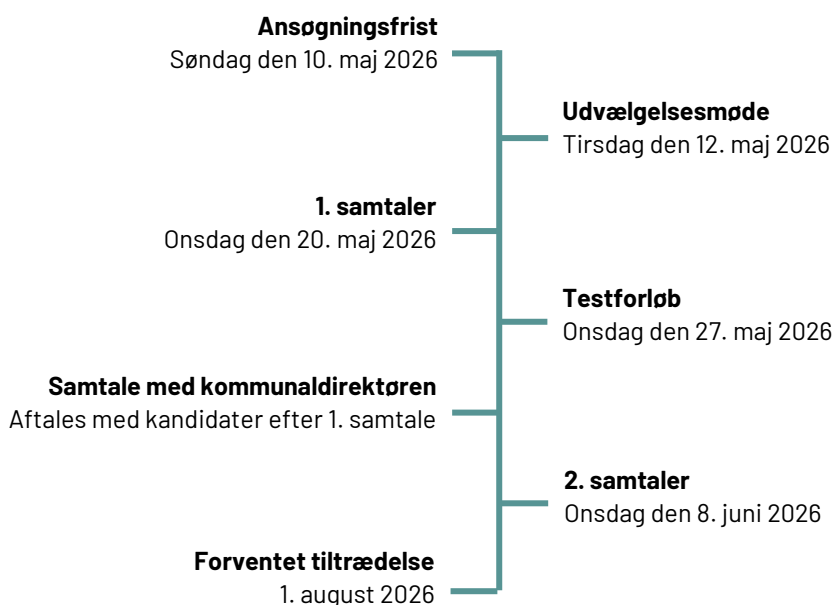 Ansøgningsfrist
Søndag den 10. maj 2026
Udvælgelsesmøde
Tirsdag den 12. maj 2026
1. samtaler
Onsdag den 20. maj 2026
Testforløb
Onsdag den 27. maj 2026
Samtale med kommunaldirektøren
Aftales med kandidater efter 1. samtale
2. samtaler
Onsdag den 8. juni 2026
Forventet tiltrædelse
1. august 2026